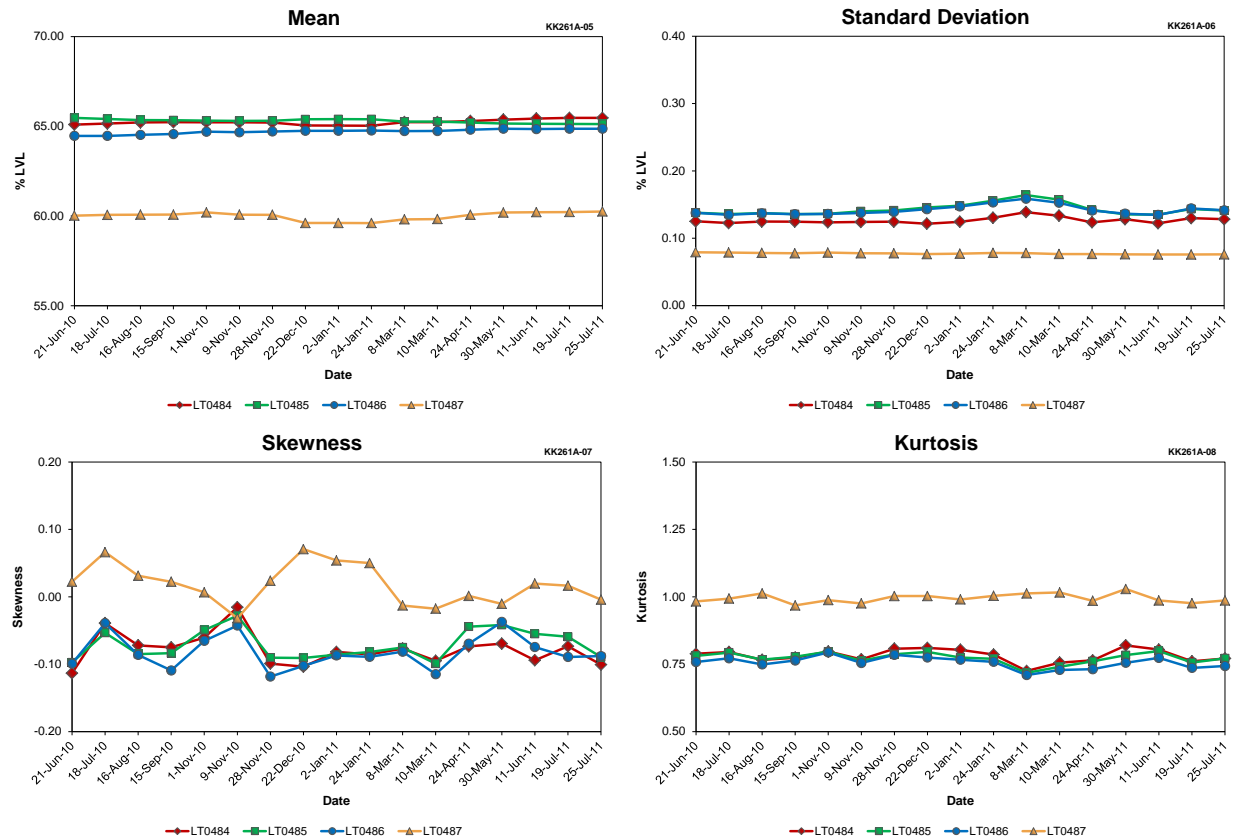 Mean
KK261A-05
70.00
65.00
60.00
55.00
% LVL
21-Jun-10 18-Jul-10 16-Aug-10 15-Sep-10 1-Nov-10 9-Nov-10 28-Nov-10 22-Dec-10 2-Jan-11 24-Jan-11 8-Mar-11 10-Mar-11 24-Apr-11 30-May-11 11-Jun-11 19-Jul-11 25-Jul-11
Date
LT0484 LT0485 LT0486 LT0487
Standard Deviation
KK261A-06
0.40
0.30
0.20
0.10
0.00
% LVL
21-Jun-10 18-Jul-10 16-Aug-10 15-Sep-10 1-Nov-10 9-Nov-10 28-Nov-10 22-Dec-10 2-Jan-11 24-Jan-11 8-Mar-11 10-Mar-11 24-Apr-11 30-May-11 11-Jun-11 19-Jul-11 25-Jul-11
Date
LT0484 LT0485 LT0486 LT0487
Skewness
KK261A-07
0.20
0.10
0.00
-0.10
-0.20
Skewness
21-Jun-10 18-Jul-10 16-Aug-10 15-Sep-10 1-Nov-10 9-Nov-10 28-Nov-10 22-Dec-10 2-Jan-11 24-Jan-11 8-Mar-11 10-Mar-11 24-Apr-11 30-May-11 11-Jun-11 19-Jul-11 25-Jul-11
Date
LT0484 LT0485 LT0486 LT0487
Kurtosis
KK261A-08
1.50
1.25
1.00
0.75
0.50
Kurtosis
21-Jun-10 18-Jul-10 16-Aug-10 15-Sep-10 1-Nov-10 9-Nov-10 28-Nov-10 22-Dec-10 2-Jan-11 24-Jan-11 8-Mar-11 10-Mar-11 24-Apr-11 30-May-11 11-Jun-11 19-Jul-11 25-Jul-11
Date
LT0484 LT0485 LT0486 LT0487